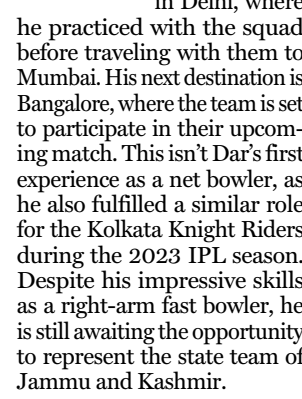 in Delhi, where
he practiced with the squad
before traveling with them to
Mumbai. His next destination is
Bangalore, where the team is set
to participate in their upcom-
ing match. This isn't Dar's first
experience as a net bowler, as
he also fulfilled a similar role
for the Kolkata Knight Riders
during the 2023 IPL season.
Despite his impressive skills
as a right-arm fast bowler, he
is still awaiting the opportunity
to represent the state team of
Jammu and Kashmir.